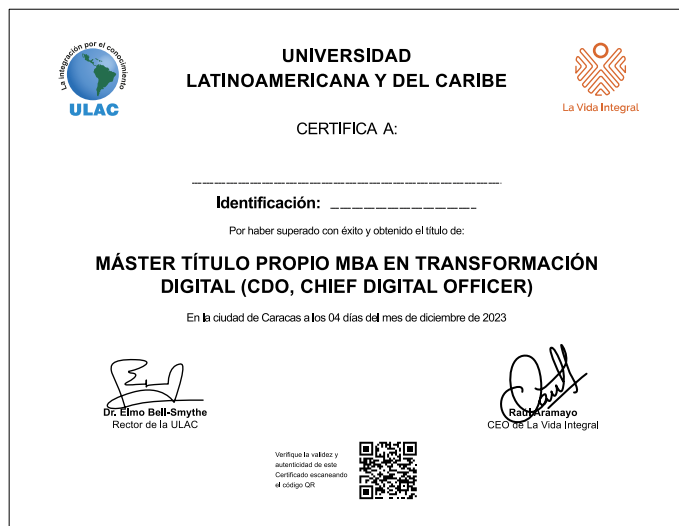 La integración por el conocimiento
ULAC
UNIVERSIDAD
LATINOAMERICANA Y DEL CARIBE
La Vida Integral
CERTIFICA A:
Identificación:
Por haber superado con éxito y obtenido el título de:
MÁSTER TÍTULO PROPIO MBA EN TRANSFORMACIÓN
DIGITAL (CDO, CHIEF DIGITAL OFFICER)
En la ciudad de Caracas a los 04 días del mes de diciembre de 2023
Dr. Elmo Bell-Smythe
Rector de la ULAC
Raúl Aramayo
CEO de La Vida Integral
Verifique la validez y
autenticidad de este
Certificado escaneando
el código QR